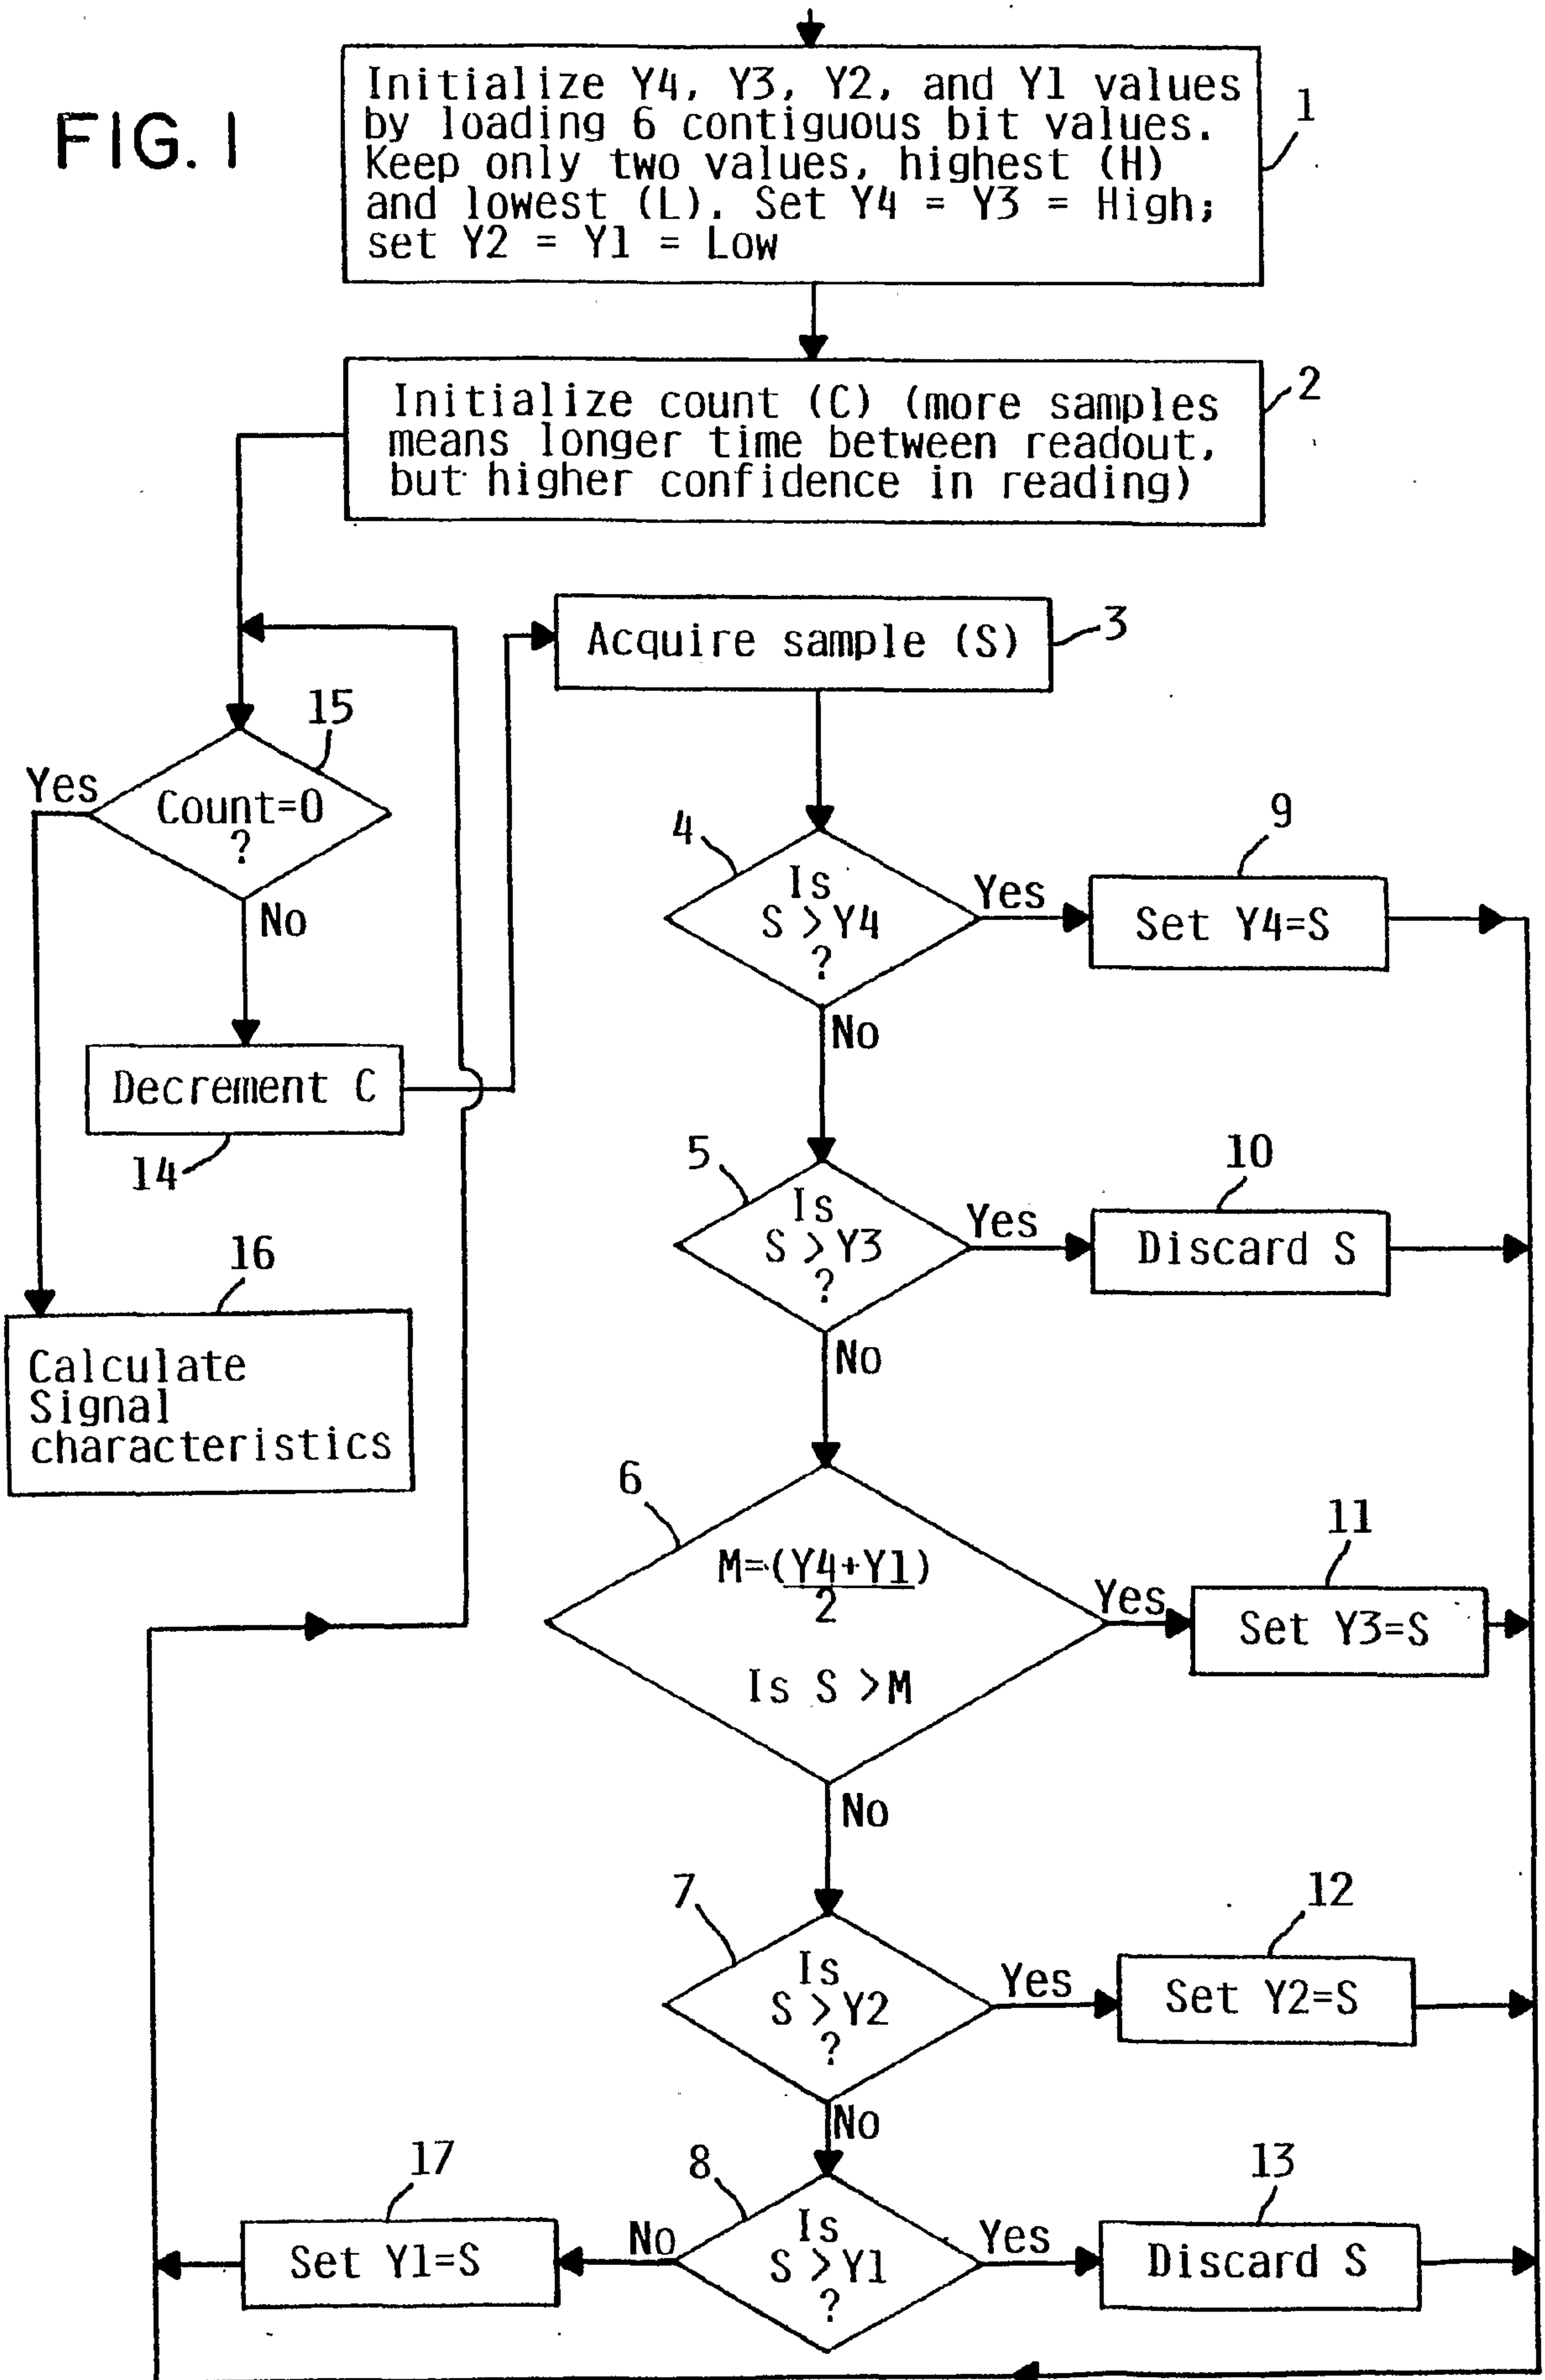 FIG. 1
Initialize Y4, Y3, Y2, and Y1 values
by loading 6 contiguous bit values.
Keep only two values, highest (H)
and lowest (L). Set Y4 = Y3 = High;
set Y2 = Y1 = Low
1
Initialize count (C) (more samples
means longer time between readout,
but higher confidence in reading)
2
Acquire sample (S)
3
15
Yes
Count=0
?
No
Decrement C
14
16
Calculate
Signal
characteristics
4
Is
S > Y4
?
Yes
9
Set Y4=S
No
5
Is
S > Y3
?
Yes
10
Discard S
No
6
M=(Y4+Y1)
2
Is S > M
Yes
11
Set Y3=S
No
7
Is
S > Y2
?
Yes
12
Set Y2=S
No
8
Is
S > Y1
?
Yes
13
Discard S
No
17
Set Y1=S